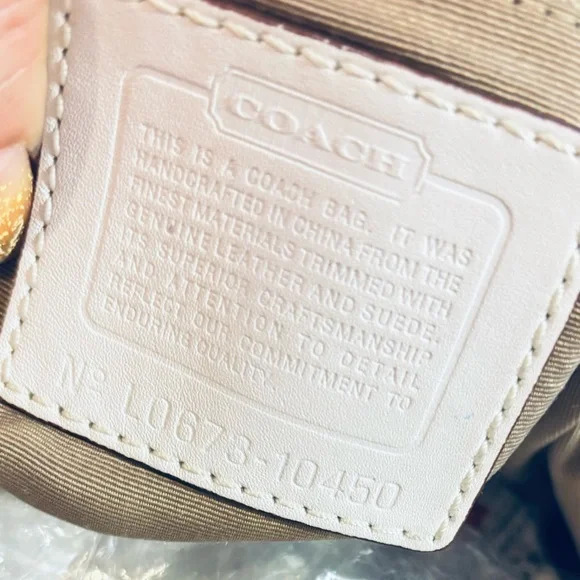 COACH
THIS IS A COACH BAG. IT WAS
HANDCRAFTED IN CHINA FROM THE
FINEST MATERIALS TRIMMED WITH
GENUINE LEATHER AND SUEDE.
ITS SUPERIOR CRAFTSMANSHIP
AND ATTENTION TO DETAIL
REFLECT OUR COMMITMENT TO
ENDURING QUALITY.
Nº L0673-10450